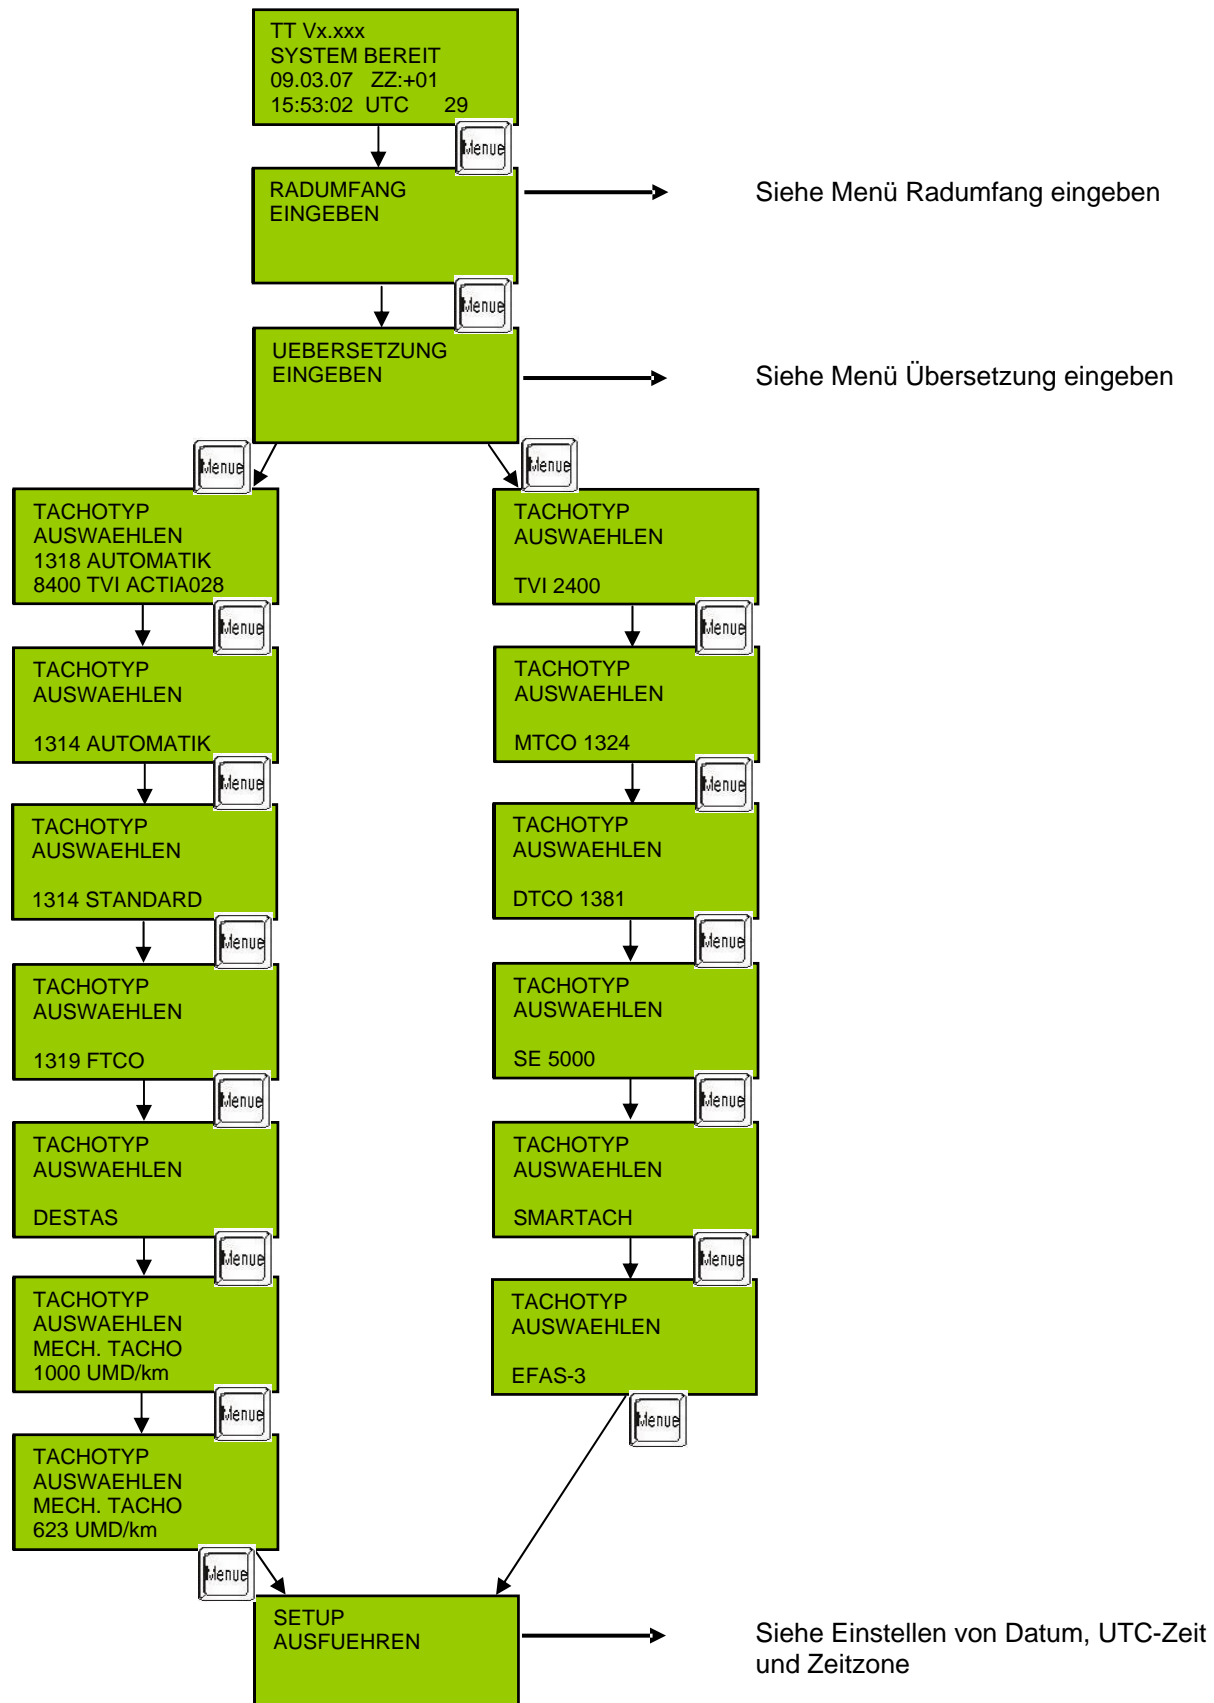 TT Vx.xxx
SYSTEM BEREIT
09.03.07 ZZ:+01
15:53:02 UTC 29
Menue
RADUMFANG
EINGEBEN
Siehe Menü Radumfang eingeben
Menue
UEBERSETZUNG
EINGEBEN
Siehe Menü Übersetzung eingeben
Menue
TACHOTYP
AUSWAEHLEN
1318 AUTOMATIK
8400 TVI ACTIA028
Menue
TACHOTYP
AUSWAEHLEN
1314 AUTOMATIK
Menue
TACHOTYP
AUSWAEHLEN
1314 STANDARD
Menue
TACHOTYP
AUSWAEHLEN
1319 FTCO
Menue
TACHOTYP
AUSWAEHLEN
DESTAS
Menue
TACHOTYP
AUSWAEHLEN
MECH. TACHO
1000 UMD/km
Menue
TACHOTYP
AUSWAEHLEN
MECH. TACHO
623 UMD/km
Menue
Menue
TACHOTYP
AUSWAEHLEN
TVI 2400
Menue
TACHOTYP
AUSWAEHLEN
MTCO 1324
Menue
TACHOTYP
AUSWAEHLEN
DTCO 1381
Menue
TACHOTYP
AUSWAEHLEN
SE 5000
Menue
TACHOTYP
AUSWAEHLEN
SMARTACH
Menue
TACHOTYP
AUSWAEHLEN
EFAS-3
Menue
SETUP
AUSFUEHREN
Siehe Einstellen von Datum, UTC-Zeit
und Zeitzone